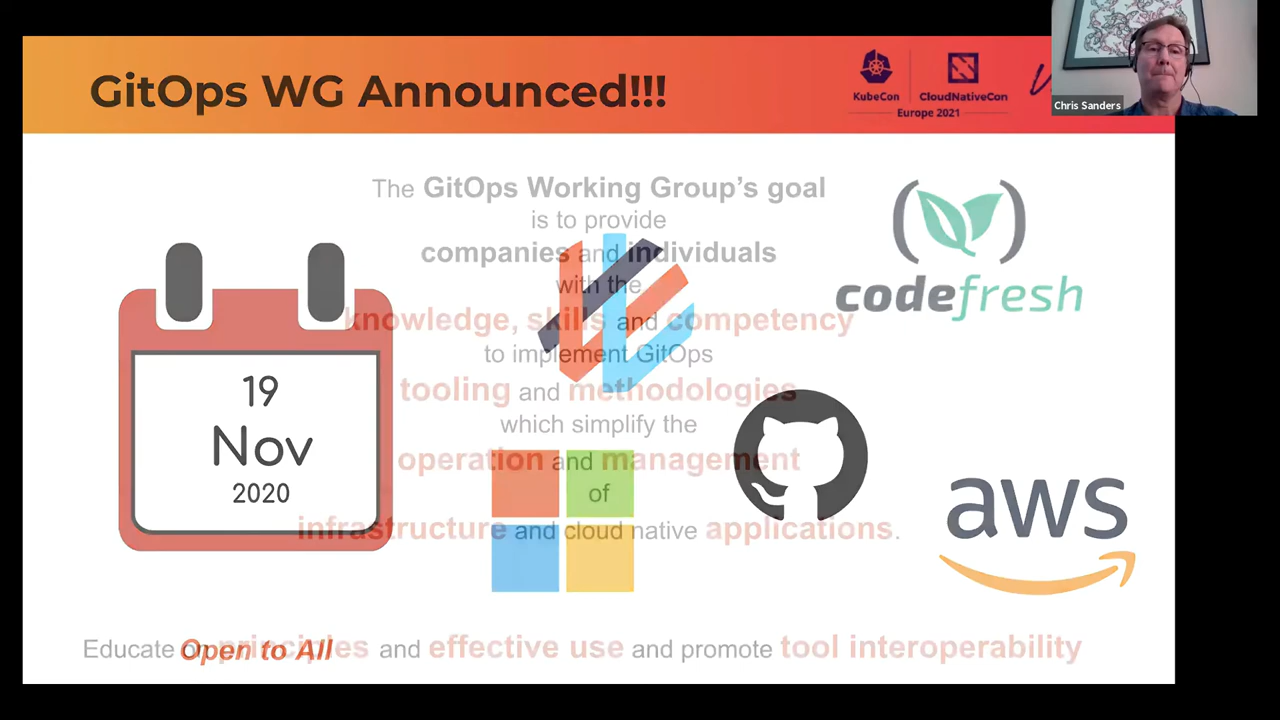 GitOps WG Announced!!!
KubeCon
CloudNativeCon
Europe 2021
Chris Sanders
The GitOps Working Group's goal
is to provide
companies and individuals
with the
knowledge, skills and competency
to implement GitOps
tooling and methodologies
which simplify the
operation and management
of
infrastructure and cloud native applications.
19
Nov
2020
codefresh
aws
Educate on principles and effective use and promote tool interoperability
Open to All